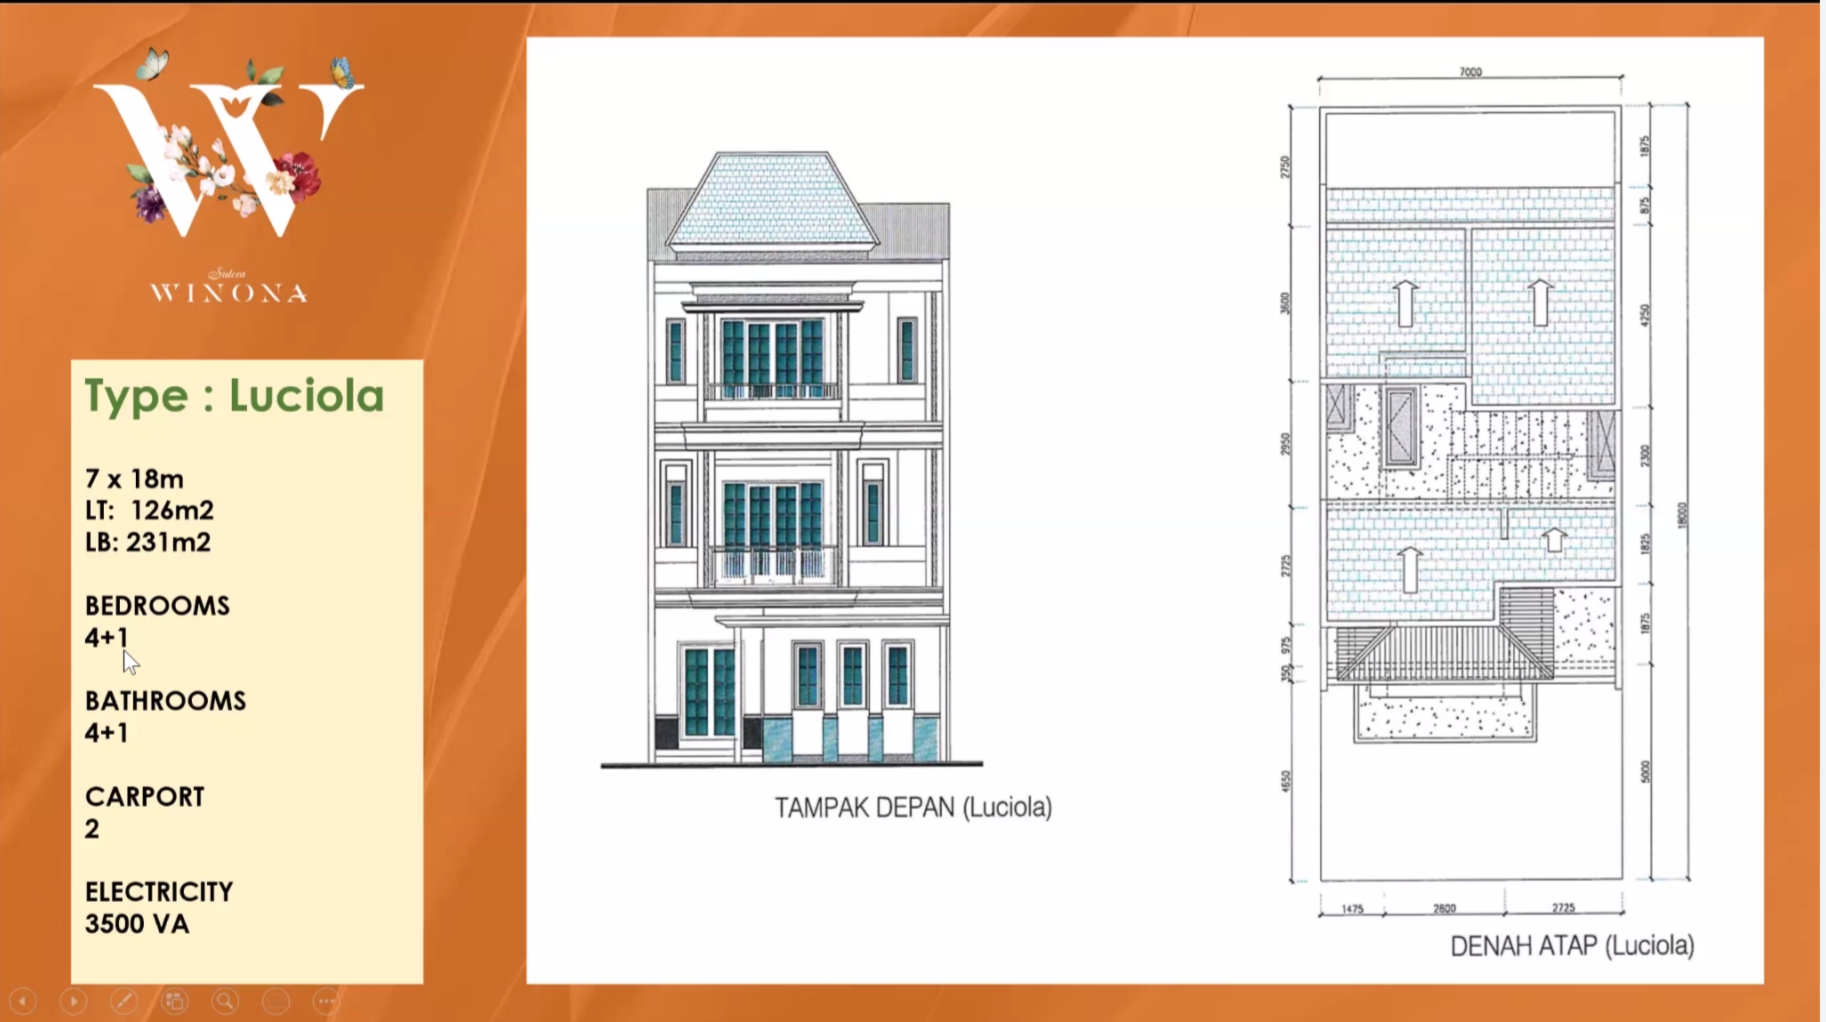 Sutera
WINONA
Type : Luciola
7 x 18m
LT: 126m2
LB: 231m2
BEDROOMS
4+1
BATHROOMS
4+1
CARPORT
2
ELECTRICITY
3500 VA
TAMPAK DEPAN (Luciola)
7000
2750
3600
2950
2725
975
350
4650
1875
875
4250
2300
1825
1875
5000
18000
1475
2600
2725
DENAH ATAP (Luciola)